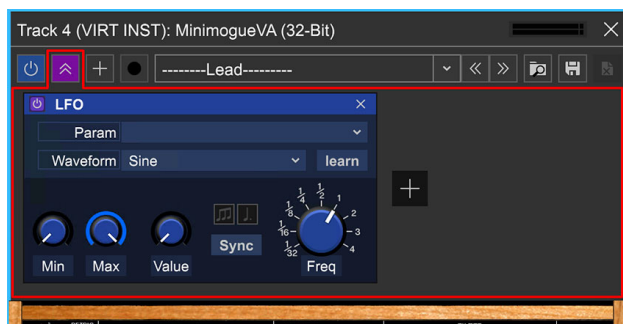 Track 4 (VIRT INST): MinimogueVA (32-Bit)
--------Lead---------
LFO
Param
Waveform Sine learn
1/32 1/16 1/8 1/4 1/2 1 2 3 4
Sync
Min Max Value Freq